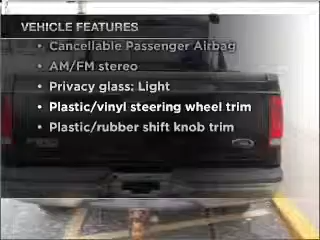 VEHICLE FEATURES
• Cancellable Passenger Airbag
• AM/FM stereo
• Privacy glass: Light
• Plastic/vinyl steering wheel trim
• Plastic/rubber shift knob trim